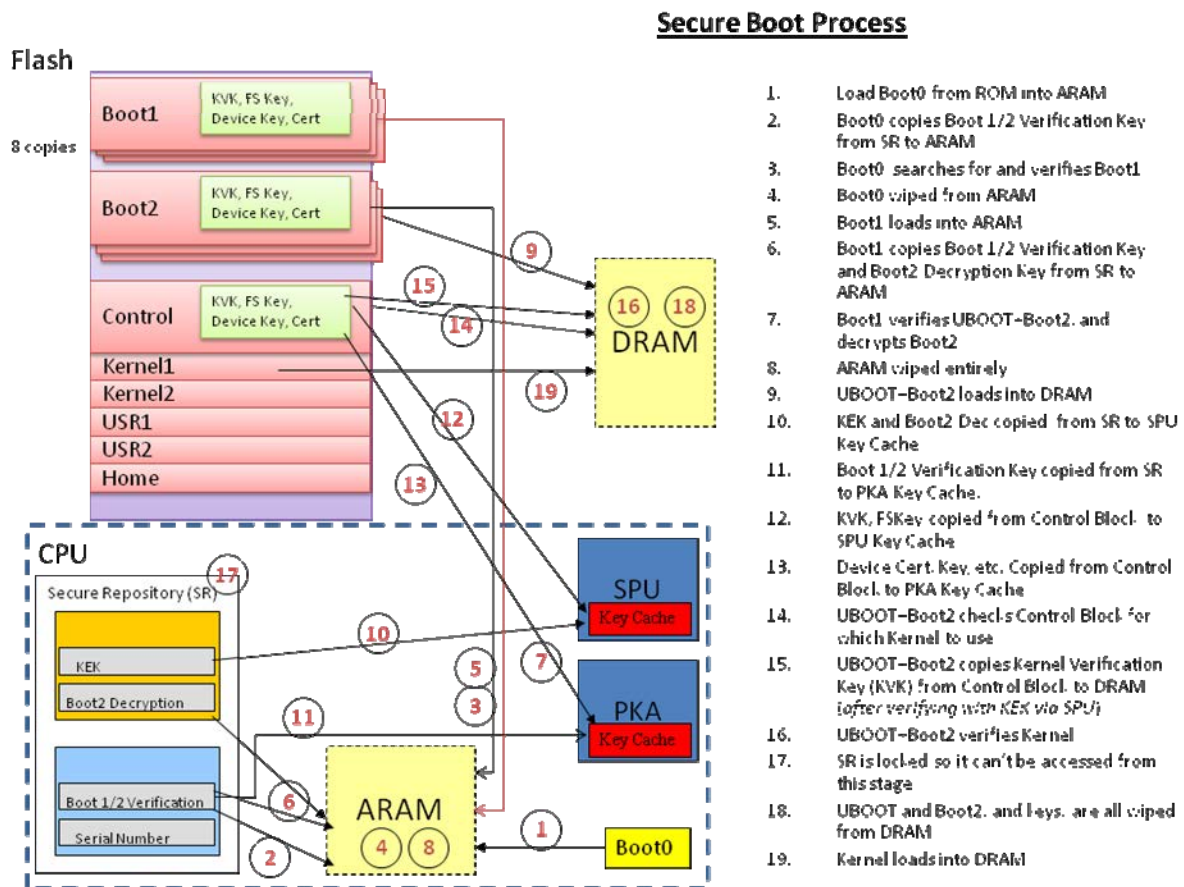 Secure Boot Process
Flash
8 copies
Boot1
KVK, FS Key,
Device Key, Cert
Boot2
KVK, FS Key,
Device Key, Cert
Control
KVK, FS Key,
Device Key, Cert
Kernel1
Kernel2
USR1
USR2
Home
9
15
14
16
18
DRAM
19
12
13
CPU
17
Secure Repository (SR)
KEK
Boot2 Decryption
Boot 1/2 Verification
Serial Number
10
11
5
3
7
6
2
SPU
Key Cache
PKA
Key Cache
ARAM
4
8
1
Boot0
1. Load Boot0 from ROM into ARAM
2. Boot0 copies Boot 1/2 Verification Key
from SR to ARAM
3. Boot0 searches for and verifies Boot1
4. Boot0 wiped from ARAM
5. Boot1 loads into ARAM
6. Boot1 copies Boot 1/2 Verification Key
and Boot2 Decryption Key from SR to
ARAM
7. Boot1 verifies UBOOT-Boot2. and
decrypts Boot2
8. ARAM wiped entirely
9. UBOOT-Boot2 loads into DRAM
10. KEK and Boot2 Dec copied from SR to SPU
Key Cache
11. Boot 1/2 Verification Key copied from SR
to PKA Key Cache.
12. KVK, FSKey copied from Control Block to
SPU Key Cache
13. Device Cert. Key, etc. Copied from Control
Block to PKA Key Cache
14. UBOOT-Boot2 checks Control Block for
which Kernel to use
15. UBOOT-Boot2 copies Kernel Verification
Key (KVK) from Control Block to DRAM
(after verifying with KEK via SPU)
16. UBOOT-Boot2 verifies Kernel
17. SR is locked so it can't be accessed from
this stage
18. UBOOT and Boot2. and keys. are all wiped
from DRAM
19. Kernel loads into DRAM